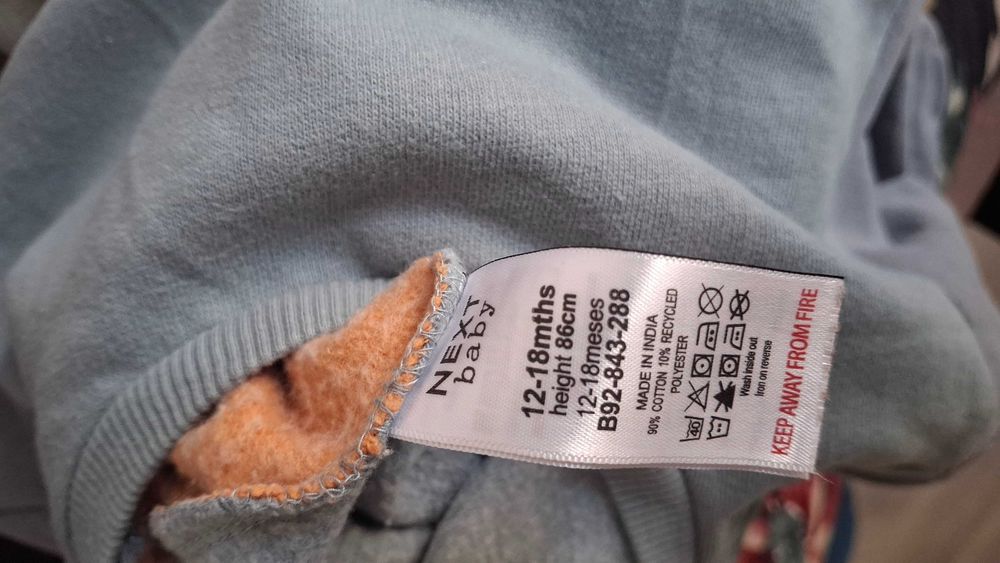 NEXT
baby
12-18mths
height 86cm
12-18meses
B92-843-288
MADE IN INDIA
90% COTTON 10% RECYCLED
POLYESTER
40
Wash inside out
Iron on reverse
KEEP AWAY FROM FIRE